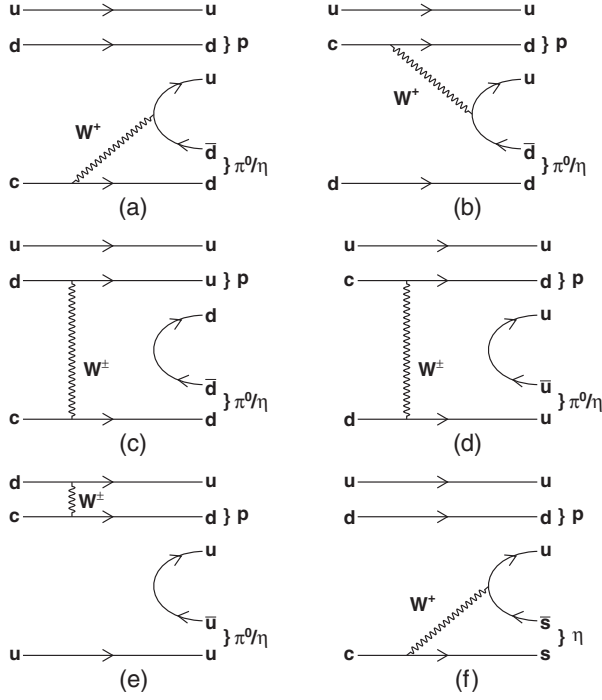 u u
d d } p
u
W⁺
d̅
} π⁰/η
c d
(a)
u u
c d } p
u
W⁺
d̅
} π⁰/η
d d
(b)
u u
d u } p
d
W±
d̅
} π⁰/η
c d
(c)
u u
c d } p
u
W±
u̅
} π⁰/η
d u
(d)
d u
W±
c d } p
u
u̅
} π⁰/η
u u
(e)
u u
d d } p
u
W⁺
s̅
} η
c s
(f)